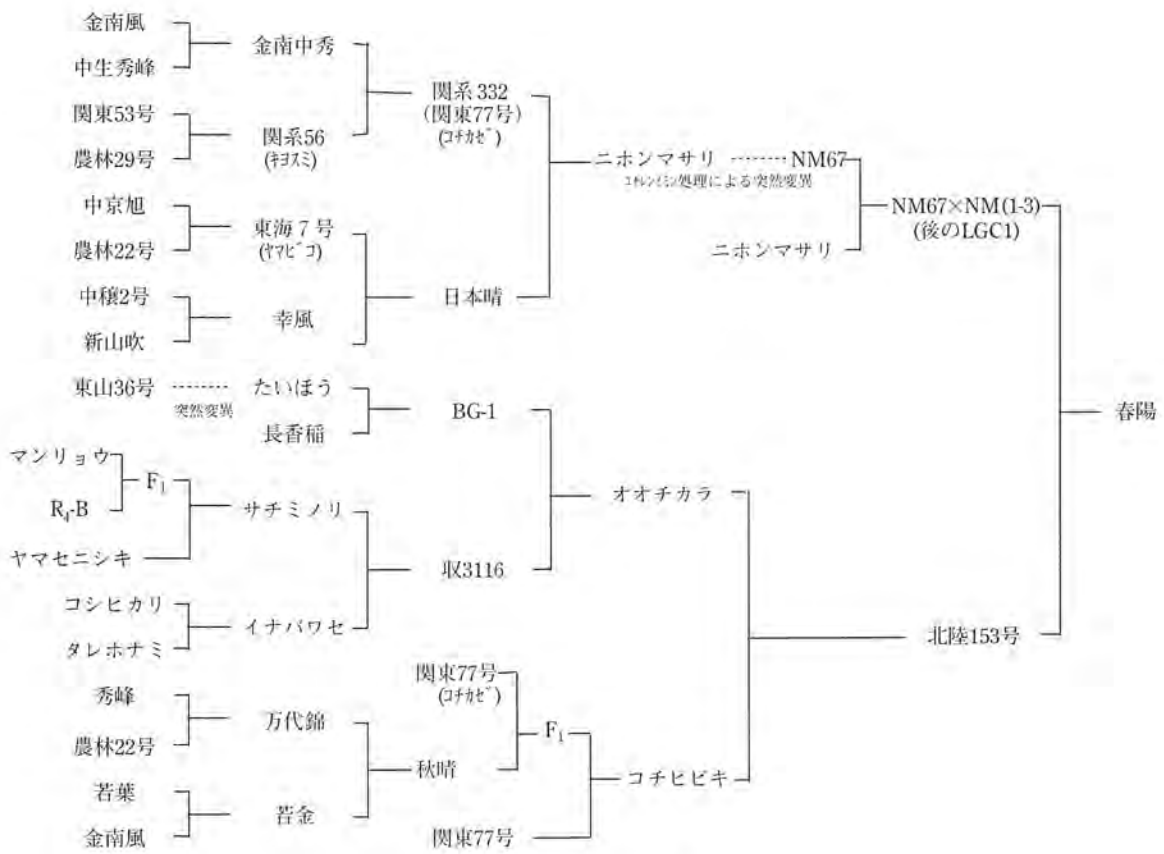 金南風
中生秀峰
金南中秀
関東53号
農林29号
関系56
(キヨスミ)
関系332
(関東77号)
(コチカゼ)
中京旭
農林22号
東海7号
(ヤマビコ)
中穣2号
新山吹
幸風
日本晴
ニホンマサリ
エチレンイミン処理による突然変異
NM67
ニホンマサリ
NM67×NM(1-3)
(後のLGC1)
東山36号
突然変異
たいほう
長香稲
BG-1
マンリョウ
R4-B
F1
ヤマセニシキ
サチミノリ
コシヒカリ
タレホナミ
イナバワセ
収3116
オオチカラ
秀峰
農林22号
万代錦
若葉
金南風
若金
秋晴
関東77号
(コチカゼ)
F1
関東77号
コチヒビキ
北陸153号
春陽